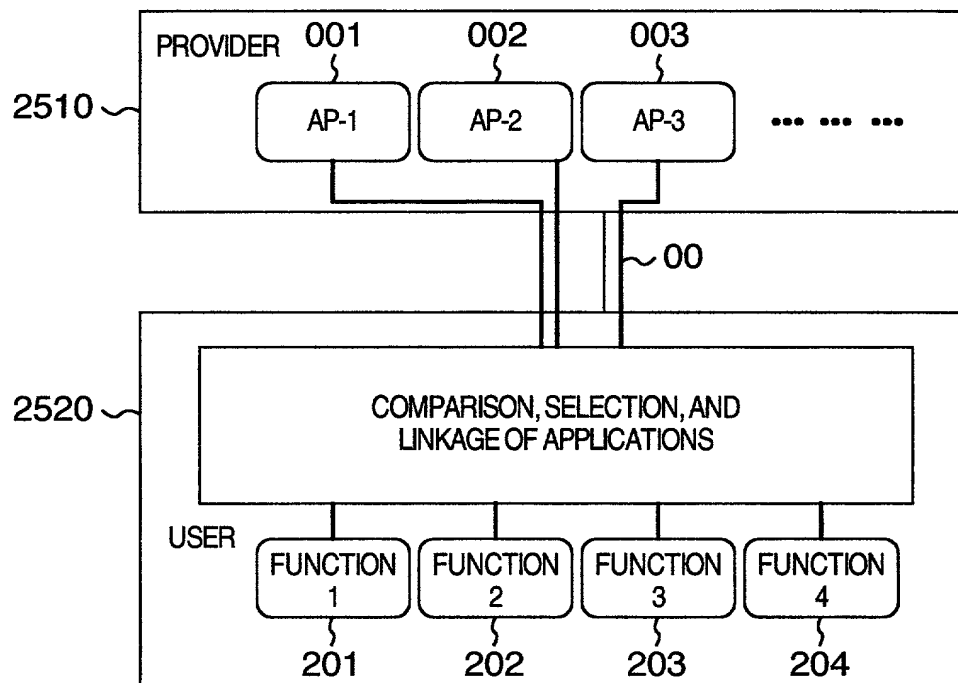 PROVIDER
001
002
003
2510
AP-1
AP-2
AP-3
... ... ...
00
2520
COMPARISON, SELECTION, AND
LINKAGE OF APPLICATIONS
USER
FUNCTION
1
FUNCTION
2
FUNCTION
3
FUNCTION
4
201
202
203
204